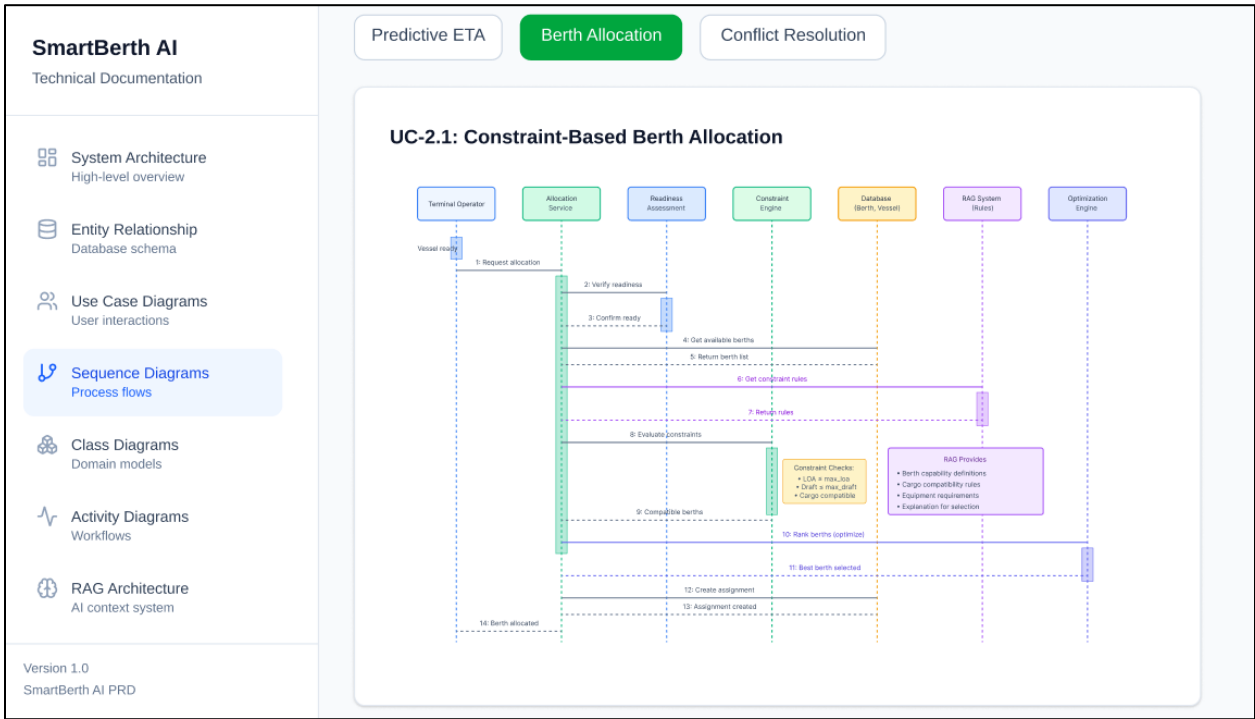 SmartBerth AI
Technical Documentation
System Architecture
High-level overview
Entity Relationship
Database schema
Use Case Diagrams
User interactions
Sequence Diagrams
Process flows
Class Diagrams
Domain models
Activity Diagrams
Workflows
RAG Architecture
AI context system
Version 1.0
SmartBerth AI PRD
Predictive ETA
Berth Allocation
Conflict Resolution
UC-2.1: Constraint-Based Berth Allocation
Terminal Operator
Allocation
Service
Readiness
Assessment
Constraint
Engine
Database
(Berth, Vessel)
RAG System
(Rules)
Optimization
Engine
Vessel ready
1: Request allocation
2: Verify readiness
3: Confirm ready
4: Get available berths
5: Return berth list
6: Get constraint rules
7: Return rules
8: Evaluate constraints
Constraint Checks:
• LOA ≤ max_loa
• Draft ≤ max_draft
• Cargo compatible
RAG Provides
• Berth capability definitions
• Cargo compatibility rules
• Equipment requirements
• Explanation for selection
9: Compatible berths
10: Rank berths (optimize)
11: Best berth selected
12: Create assignment
13: Assignment created
14: Berth allocated